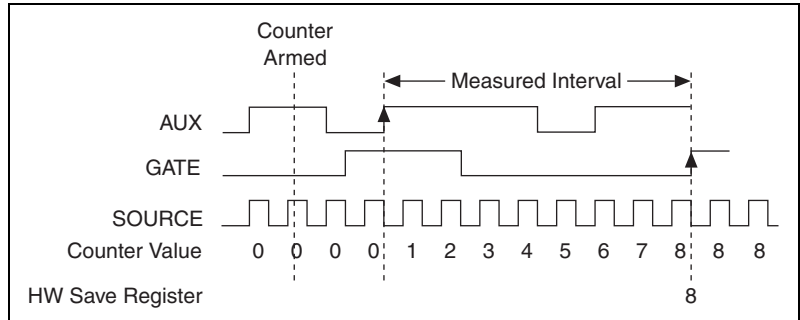 Counter
Armed
Measured Interval
AUX
GATE
SOURCE
Counter Value 0 0 0 0 1 2 3 4 5 6 7 8 8 8
HW Save Register 8